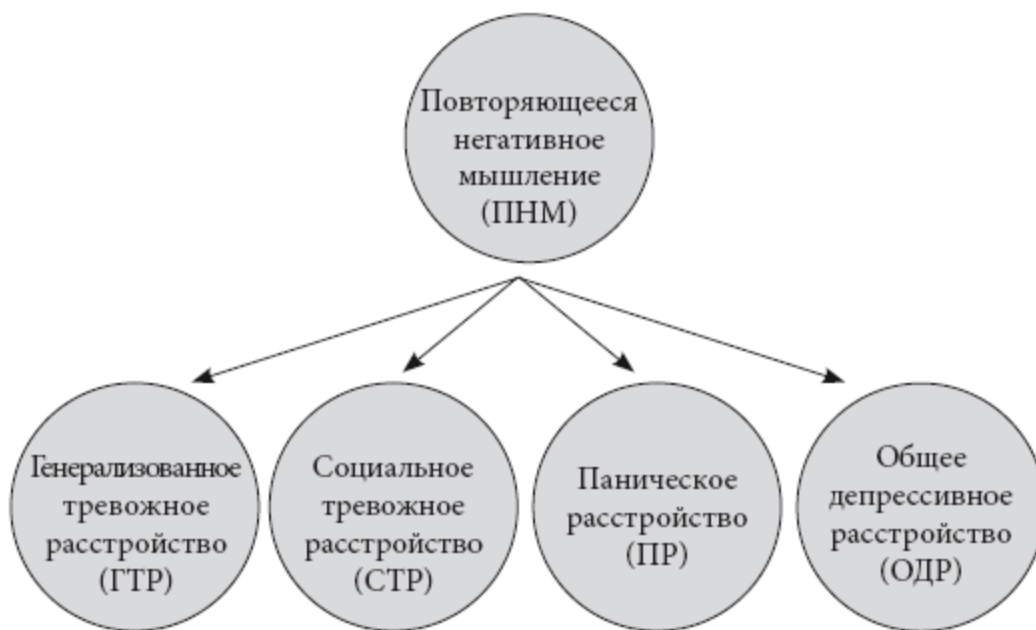 Повторяющееся
негативное
мышление
(ПНМ)
Генерализованное
тревожное
расстройство
(ГТР)
Социальное
тревожное
расстройство
(СТР)
Паническое
расстройство
(ПР)
Общее
депрессивное
расстройство
(ОДР)